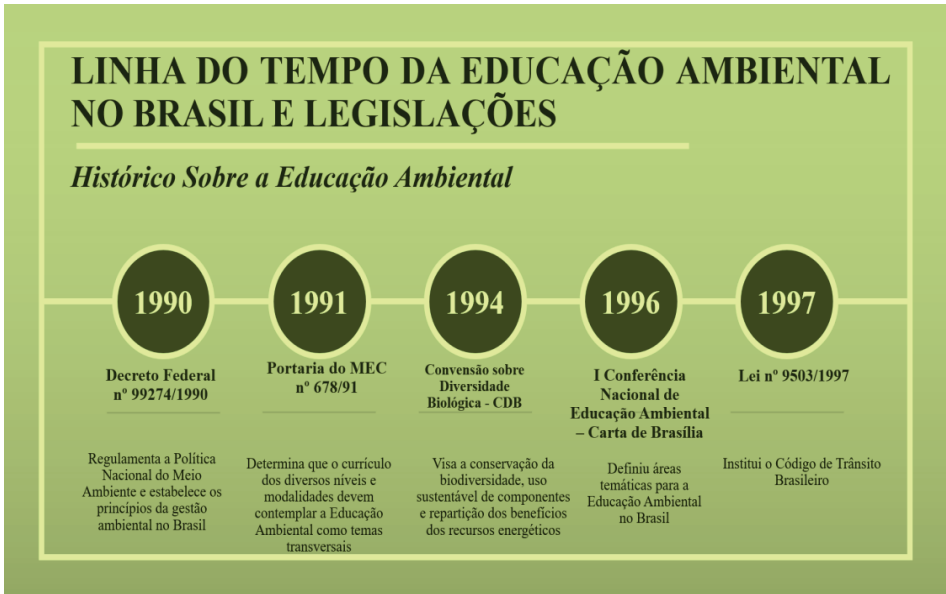 LINHA DO TEMPO DA EDUCAÇÃO AMBIENTAL
NO BRASIL E LEGISLAÇÕES
Histórico Sobre a Educação Ambiental
1990
Decreto Federal
nº 99274/1990
Regulamenta a Política
Nacional do Meio
Ambiente e estabelece os
princípios da gestão
ambiental no Brasil
1991
Portaria do MEC
nº 678/91
Determina que o currículo
dos diversos níveis e
modalidades devem
contemplar a Educação
Ambiental como temas
transversais
1994
Convensão sobre
Diversidade
Biológica - CDB
Visa a conservação da
biodiversidade, uso
sustentável de componentes
e repartição dos benefícios
dos recursos energéticos
1996
I Conferência
Nacional de
Educação Ambiental
– Carta de Brasília
Definiu áreas
temáticas para a
Educação Ambiental
no Brasil
1997
Lei nº 9503/1997
Institui o Código de Trânsito
Brasileiro